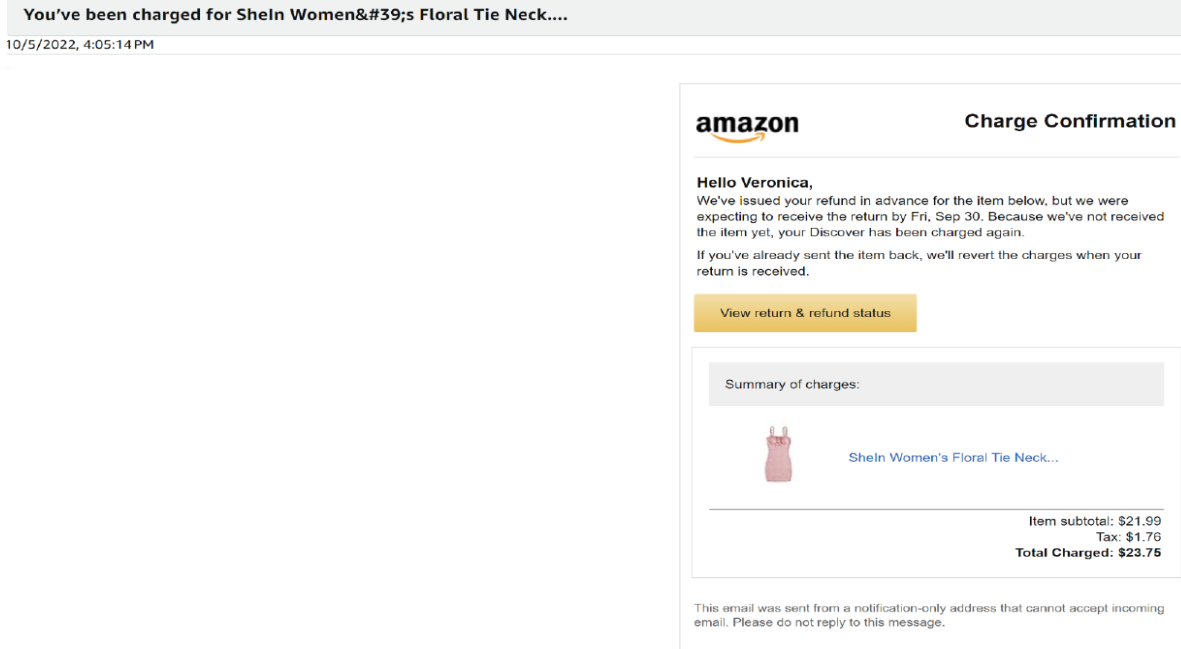 You've been charged for SheIn Women&#39;s Floral Tie Neck....
10/5/2022, 4:05:14 PM
amazon
Charge Confirmation
Hello Veronica,
We've issued your refund in advance for the item below, but we were
expecting to receive the return by Fri, Sep 30. Because we've not received
the item yet, your Discover has been charged again.
If you've already sent the item back, we'll revert the charges when your
return is received.
View return & refund status
Summary of charges:
SheIn Women's Floral Tie Neck...
Item subtotal: $21.99
Tax: $1.76
Total Charged: $23.75
This email was sent from a notification-only address that cannot accept incoming
email. Please do not reply to this message.